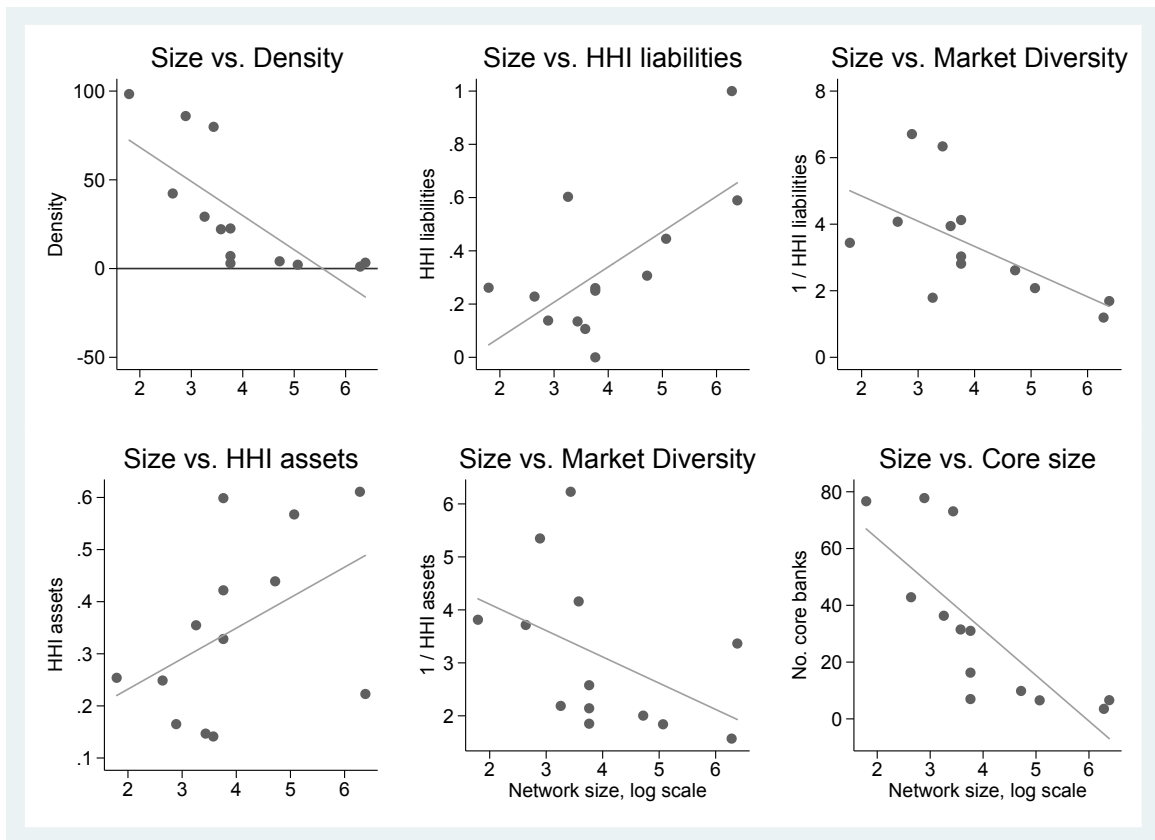 Size vs. Density
Density
100
50
0
-50
2 3 4 5 6
Size vs. HHI liabilities
HHI liabilities
1
.8
.6
.4
.2
0
2 3 4 5 6
Size vs. Market Diversity
1 / HHI liabilities
8
6
4
2
0
2 3 4 5 6
Size vs. HHI assets
HHI assets
.6
.5
.4
.3
.2
.1
2 3 4 5 6
Size vs. Market Diversity
1 / HHI assets
6
5
4
3
2
2 3 4 5 6
Network size, log scale
Size vs. Core size
No. core banks
80
60
40
20
0
2 3 4 5 6
Network size, log scale